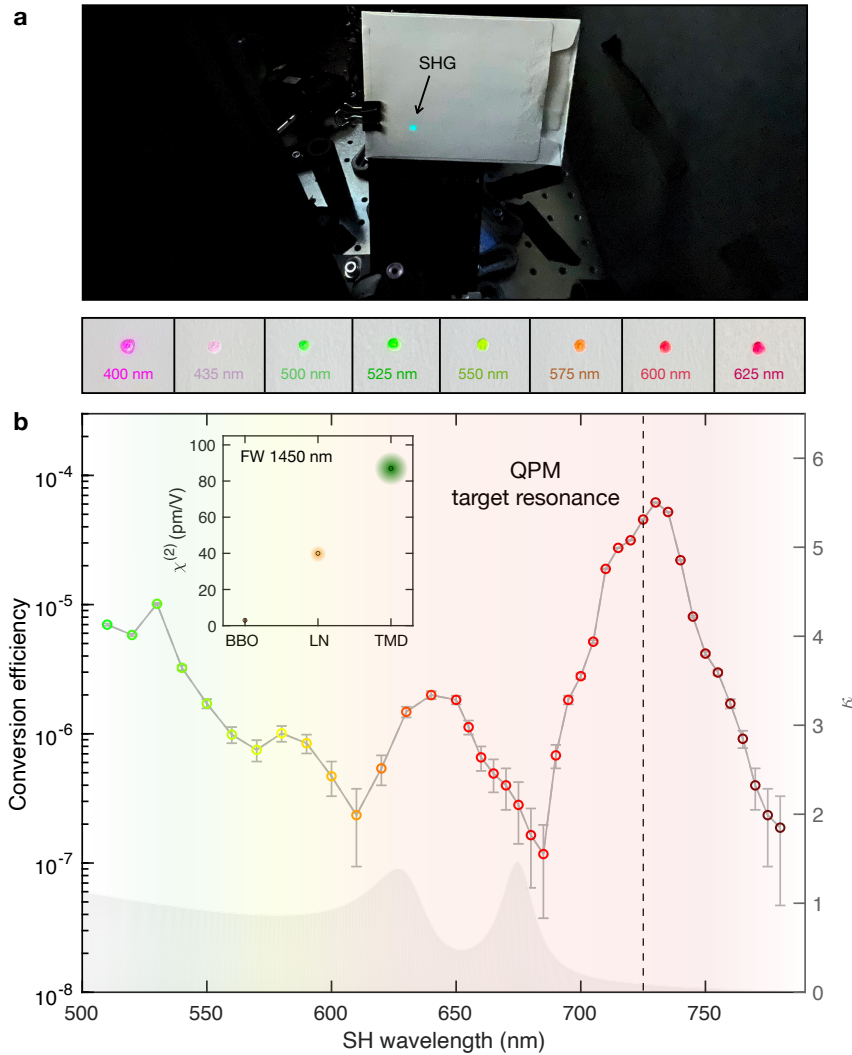 a
SHG
400 nm
435 nm
500 nm
525 nm
550 nm
575 nm
600 nm
625 nm
b
FW 1450 nm
100
80
60
40
20
0
χ(2) (pm/V)
BBO
LN
TMD
QPM
target resonance
10-4
10-5
10-6
10-7
10-8
Conversion efficiency
6
5
4
3
2
1
0
κ
500
550
600
650
700
750
SH wavelength (nm)